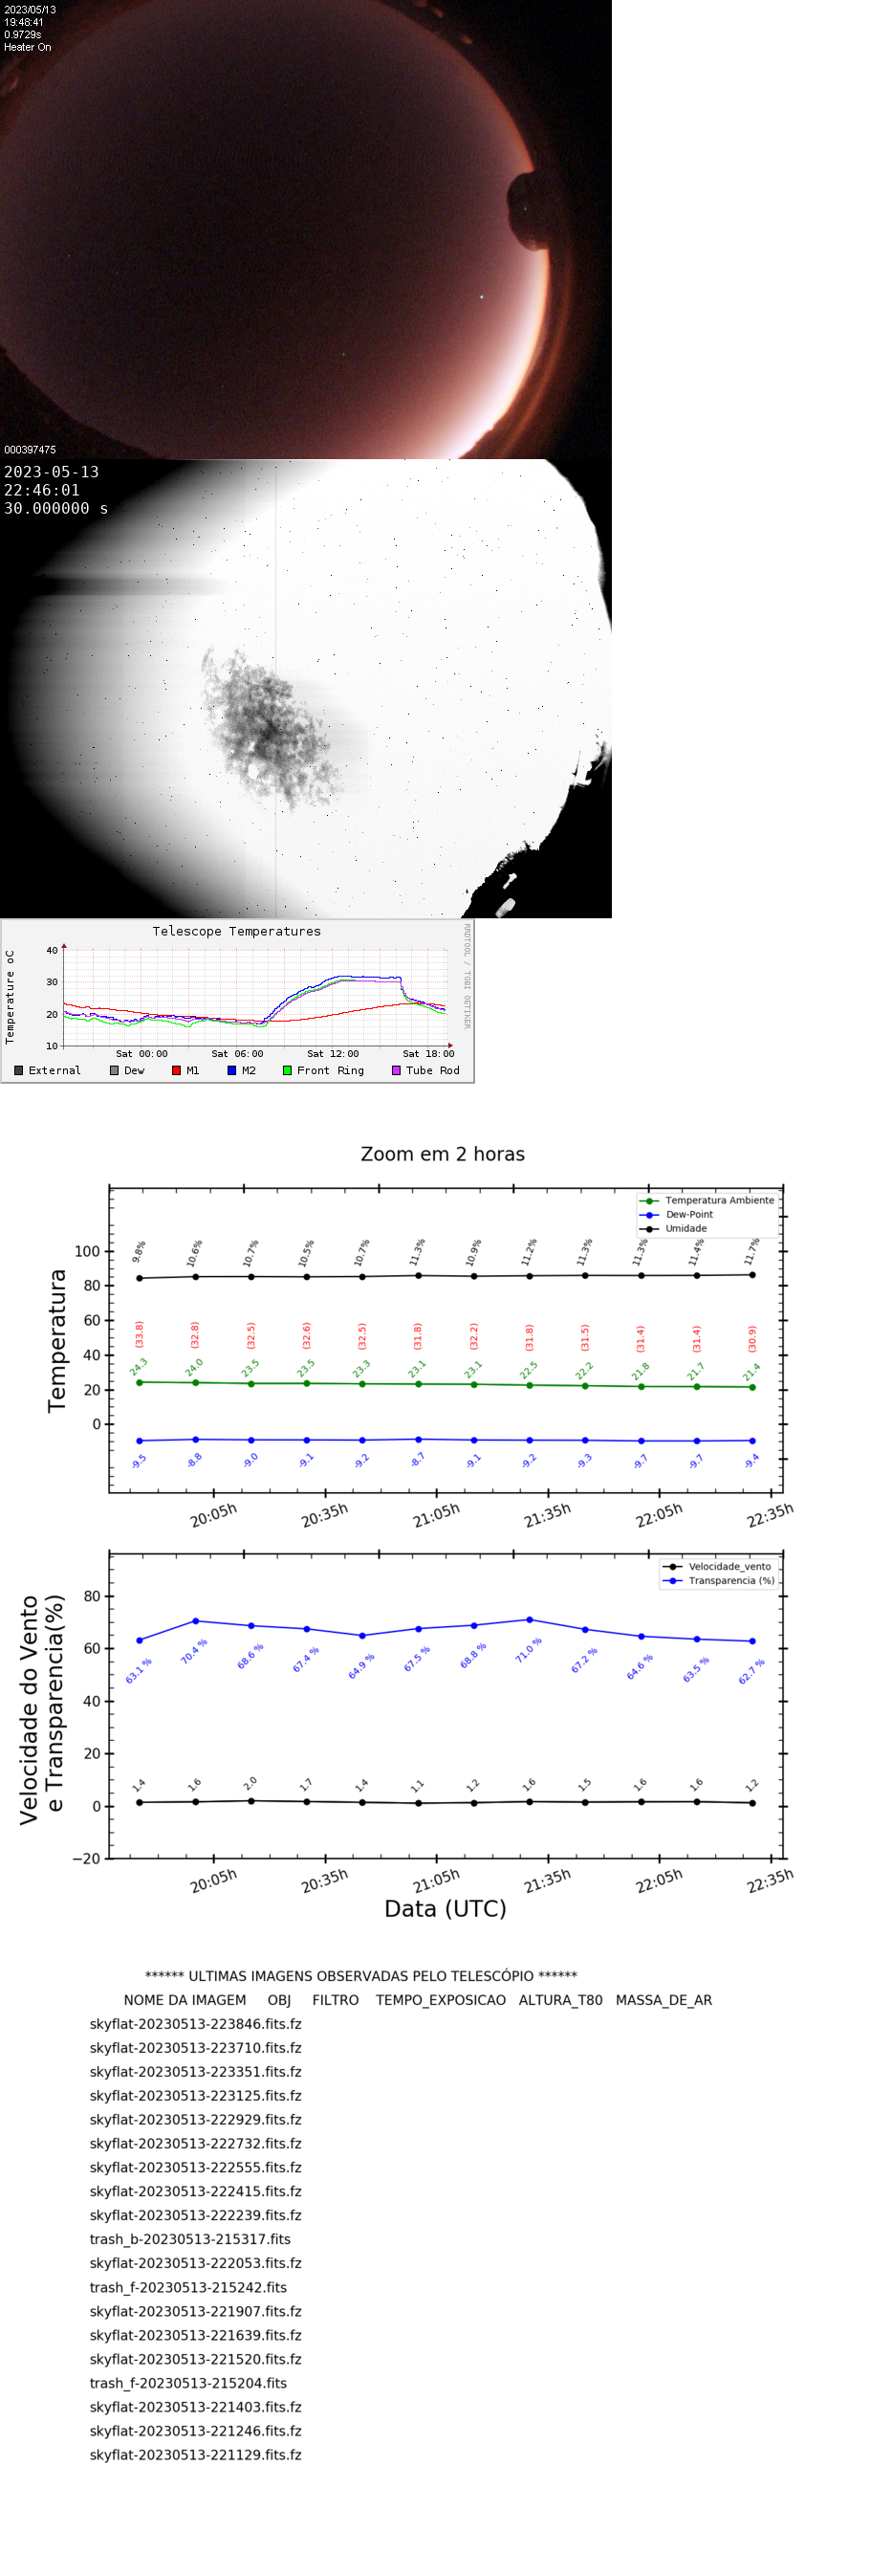 2023/05/13
19:48:41
0.9729s
Heater On
000397475
2023-05-13
22:46:01
30.000000 s
Telescope Temperatures
RRDTOOL / TOBI OETIKER
Temperature oC
40
30
20
10
Sat 00:00 Sat 06:00 Sat 12:00 Sat 18:00
External Dew M1 M2 Front Ring Tube Rod
Zoom em 2 horas
Temperatura Ambiente
Dew-Point
Umidade
Temperatura
100
80
60
40
20
0
9.8% 10.6% 10.7% 10.5% 10.7% 11.3% 10.9% 11.2% 11.3% 11.3% 11.4% 11.7%
(33.8) (32.8) (32.5) (32.6) (32.5) (31.8) (32.2) (31.8) (31.5) (31.4) (31.4) (30.9)
24.3 24.0 23.5 23.5 23.3 23.1 23.1 22.5 22.2 21.8 21.7 21.4
-9.5 -8.8 -9.0 -9.1 -9.2 -8.7 -9.1 -9.2 -9.3 -9.7 -9.7 -9.4
20:05h 20:35h 21:05h 21:35h 22:05h 22:35h
Velocidade_vento
Transparencia (%)
Velocidade do Vento
e Transparencia(%)
80
60
40
20
0
−20
63.1 % 70.4 % 68.6 % 67.4 % 64.9 % 67.5 % 68.8 % 71.0 % 67.2 % 64.6 % 63.5 % 62.7 %
1.4 1.6 2.0 1.7 1.4 1.1 1.2 1.6 1.5 1.6 1.6 1.2
20:05h 20:35h 21:05h 21:35h 22:05h 22:35h
Data (UTC)
****** ULTIMAS IMAGENS OBSERVADAS PELO TELESCÓPIO ******
NOME DA IMAGEM OBJ FILTRO TEMPO_EXPOSICAO ALTURA_T80 MASSA_DE_AR
skyflat-20230513-223846.fits.fz
skyflat-20230513-223710.fits.fz
skyflat-20230513-223351.fits.fz
skyflat-20230513-223125.fits.fz
skyflat-20230513-222929.fits.fz
skyflat-20230513-222732.fits.fz
skyflat-20230513-222555.fits.fz
skyflat-20230513-222415.fits.fz
skyflat-20230513-222239.fits.fz
trash_b-20230513-215317.fits
skyflat-20230513-222053.fits.fz
trash_f-20230513-215242.fits
skyflat-20230513-221907.fits.fz
skyflat-20230513-221639.fits.fz
skyflat-20230513-221520.fits.fz
trash_f-20230513-215204.fits
skyflat-20230513-221403.fits.fz
skyflat-20230513-221246.fits.fz
skyflat-20230513-221129.fits.fz